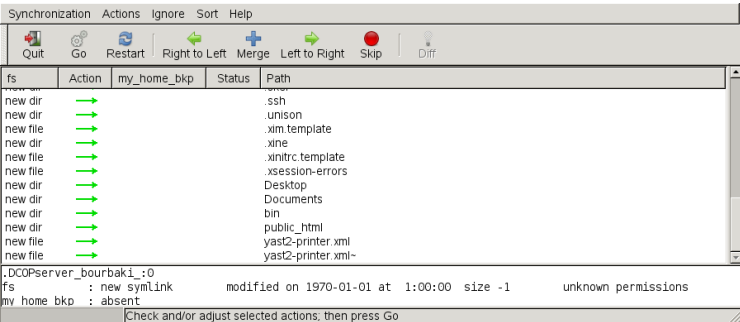 Synchronization Actions Ignore Sort Help
Quit Go Restart Right to Left Merge Left to Right Skip Diff
fs Action my_home_bkp Status Path
new dir .ssh
new dir .unison
new file .xim.template
new dir .xine
new file .xinitrc.template
new file .xsession-errors
new dir Desktop
new dir Documents
new dir bin
new dir public_html
new file yast2-printer.xml
new file yast2-printer.xml~
.DCOPserver_bourbaki_:0
fs : new symlink modified on 1970-01-01 at 1:00:00 size -1 unknown permissions
my_home_bkp : absent
Check and/or adjust selected actions; then press Go